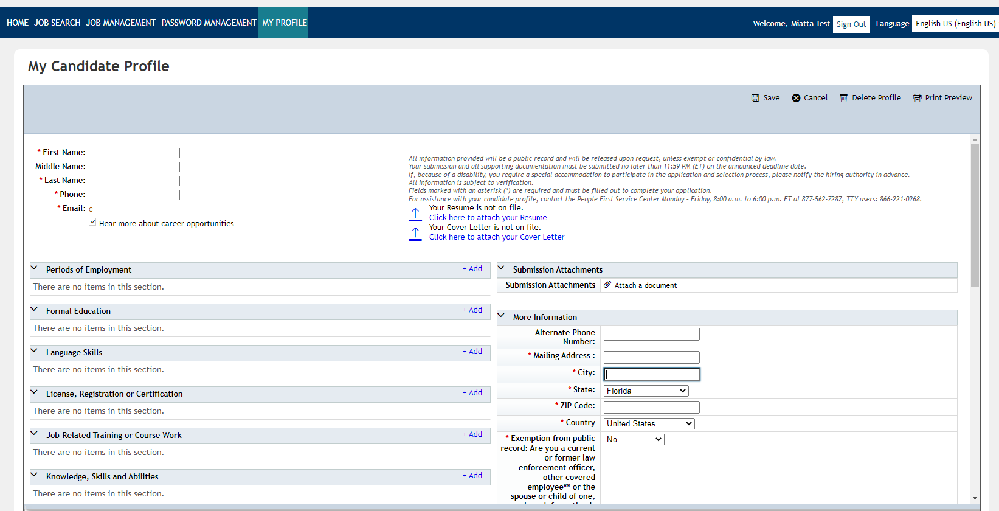 HOME JOB SEARCH JOB MANAGEMENT PASSWORD MANAGEMENT MY PROFILE
Welcome, Miatta Test Sign Out Language English US (English US)
My Candidate Profile
Save Cancel Delete Profile Print Preview
* First Name:
Middle Name:
* Last Name:
* Phone:
* Email: c
Hear more about career opportunities
All information provided will be a public record and will be released upon request, unless exempt or confidential by law.
Your submission and all supporting documentation must be submitted no later than 11:59 PM (ET) on the announced deadline date.
If, because of a disability, you require a special accommodation to participate in the application and selection process, please notify the hiring authority in advance.
All information is subject to verification.
Fields marked with an asterisk (*) are required and must be filled out to complete your application.
For assistance with your candidate profile, contact the People First Service Center Monday - Friday, 8:00 a.m. to 6:00 p.m. ET at 877-562-7287, TTY users: 866-221-0268.
Your Resume is not on file.
Click here to attach your Resume
Your Cover Letter is not on file.
Click here to attach your Cover Letter
Periods of Employment + Add
There are no items in this section.
Formal Education + Add
There are no items in this section.
Language Skills + Add
There are no items in this section.
License, Registration or Certification + Add
There are no items in this section.
Job-Related Training or Course Work + Add
There are no items in this section.
Knowledge, Skills and Abilities + Add
There are no items in this section.
Submission Attachments
Submission Attachments Attach a document
More Information
Alternate Phone
Number:
* Mailing Address :
* City:
* State: Florida
* ZIP Code:
* Country United States
* Exemption from public No
record: Are you a current
or former law
enforcement officer,
other covered
employee** or the
spouse or child of one,